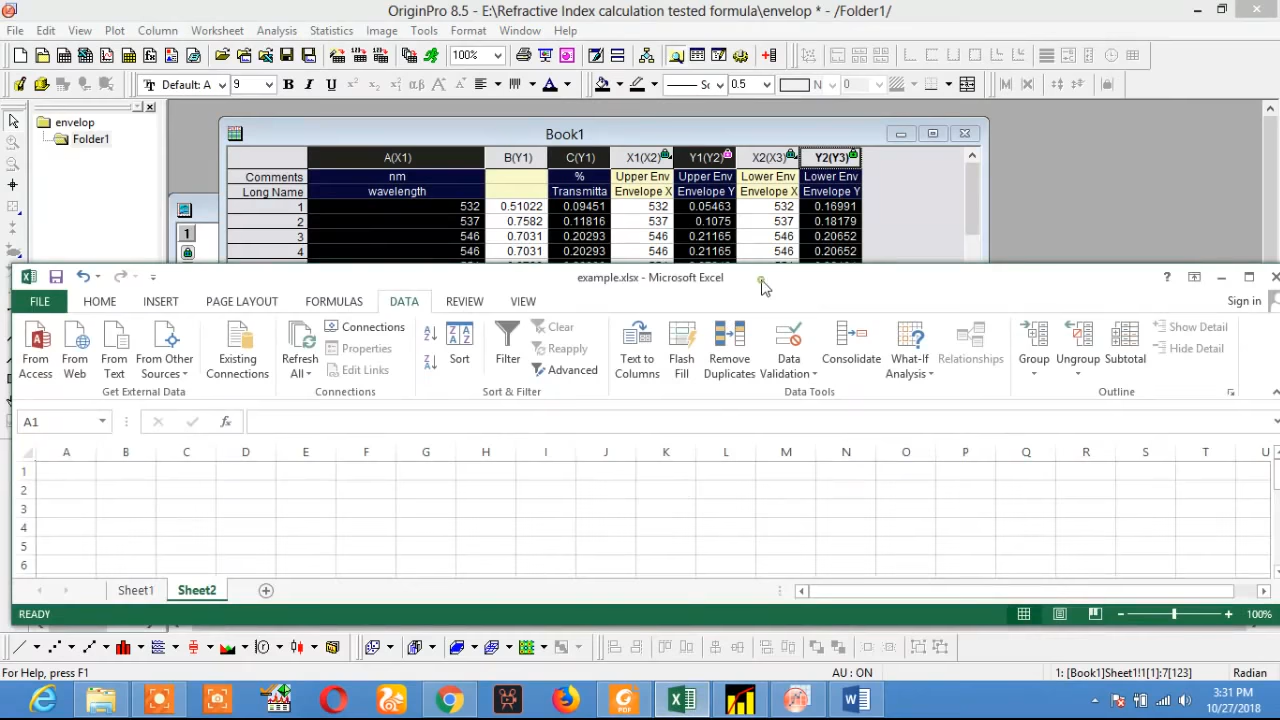 OriginPro 8.5 - E:\Refractive Index calculation tested formula\envelop * - /Folder1/
File Edit View Plot Column Worksheet Analysis Statistics Image Tools Format Window Help
100%
Default: A 9 B I U 0.5 N 0
envelop
Folder1
Book1
A(X1) B(Y1) C(Y1) X1(X2) Y1(Y2) X2(X3) Y2(Y3)
Comments nm % Upper Env Upper Env Lower Env Lower Env
Long Name wavelength Transmitta Envelope X Envelope Y Envelope X Envelope Y
1 532 0.51022 0.09451 532 0.05463 532 0.16991
2 537 0.7582 0.11816 537 0.1075 537 0.18179
3 546 0.7031 0.20293 546 0.21165 546 0.20652
4 546 0.7031 0.20293 546 0.21165 546 0.20652
1
example.xlsx - Microsoft Excel
FILE HOME INSERT PAGE LAYOUT FORMULAS DATA REVIEW VIEW Sign in
From Access From Web From Text From Other Sources Existing Connections Refresh All Connections Properties Edit Links Sort Filter Clear Reapply Advanced Text to Columns Flash Fill Remove Duplicates Data Validation Consolidate What-If Analysis Relationships Group Ungroup Subtotal Show Detail Hide Detail
Get External Data Connections Sort & Filter Data Tools Outline
A1 fx
A B C D E F G H I J K L M N O P Q R S T U
1
2
3
4
5
6
Sheet1 Sheet2
READY 100%
For Help, press F1 AU : ON 1: [Book1]Sheet1!1[1]:7[123] Radian
3:31 PM
10/27/2018